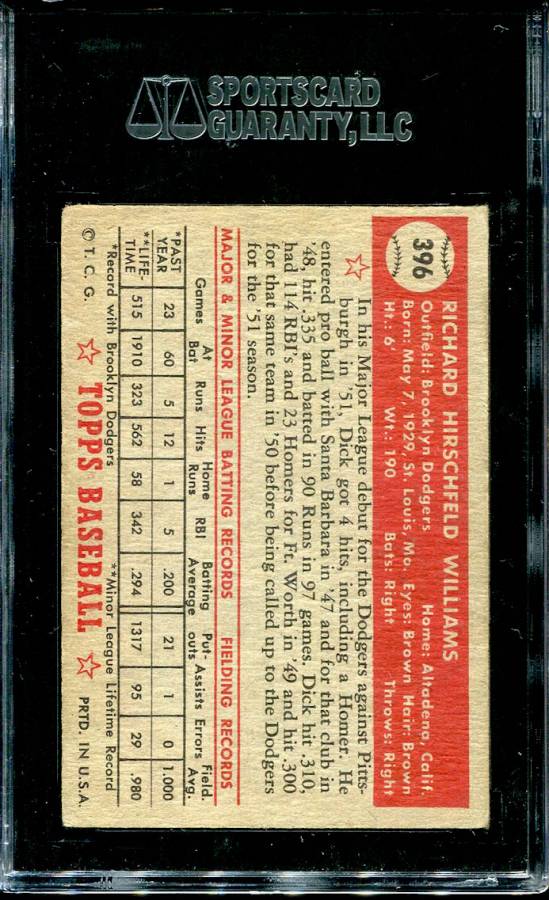 SPORTSCARD
GUARANTY, LLC
396
RICHARD HIRSCHFELD WILLIAMS
Outfield: Brooklyn Dodgers Home: Altadena, Calif.
Born: May 7, 1929, St. Louis, Mo. Eyes: Brown Hair: Brown
Ht.: 6' Wt.: 190 Bats: Right Throws: Right
In his Major League debut for the Dodgers against Pitts-
burgh in '51, Dick got 4 hits, including a Homer. He
entered pro ball with Santa Barbara in '47 and for that club in
'48, hit .335 and batted in 90 Runs in 97 games. Dick hit .310,
had 114 RBI's and 23 Homers for Ft. Worth in '49 and hit .300
for that same team in '50 before being called up to the Dodgers
for the '51 season.
MAJOR & MINOR LEAGUE BATTING RECORDS FIELDING RECORDS
Games At Bat Runs Hits Home Runs RBI Batting Average Put-outs Assists Errors Field. Avg.
*PAST YEAR 23 60 5 12 1 5 .200 21 1 0 1.000
**LIFE-TIME 515 1910 323 562 58 342 .294 1317 95 29 .980
*Record with Brooklyn Dodgers **Minor League Lifetime Record
© T. C. G. TOPPS BASEBALL PRTD. IN U.S.A.